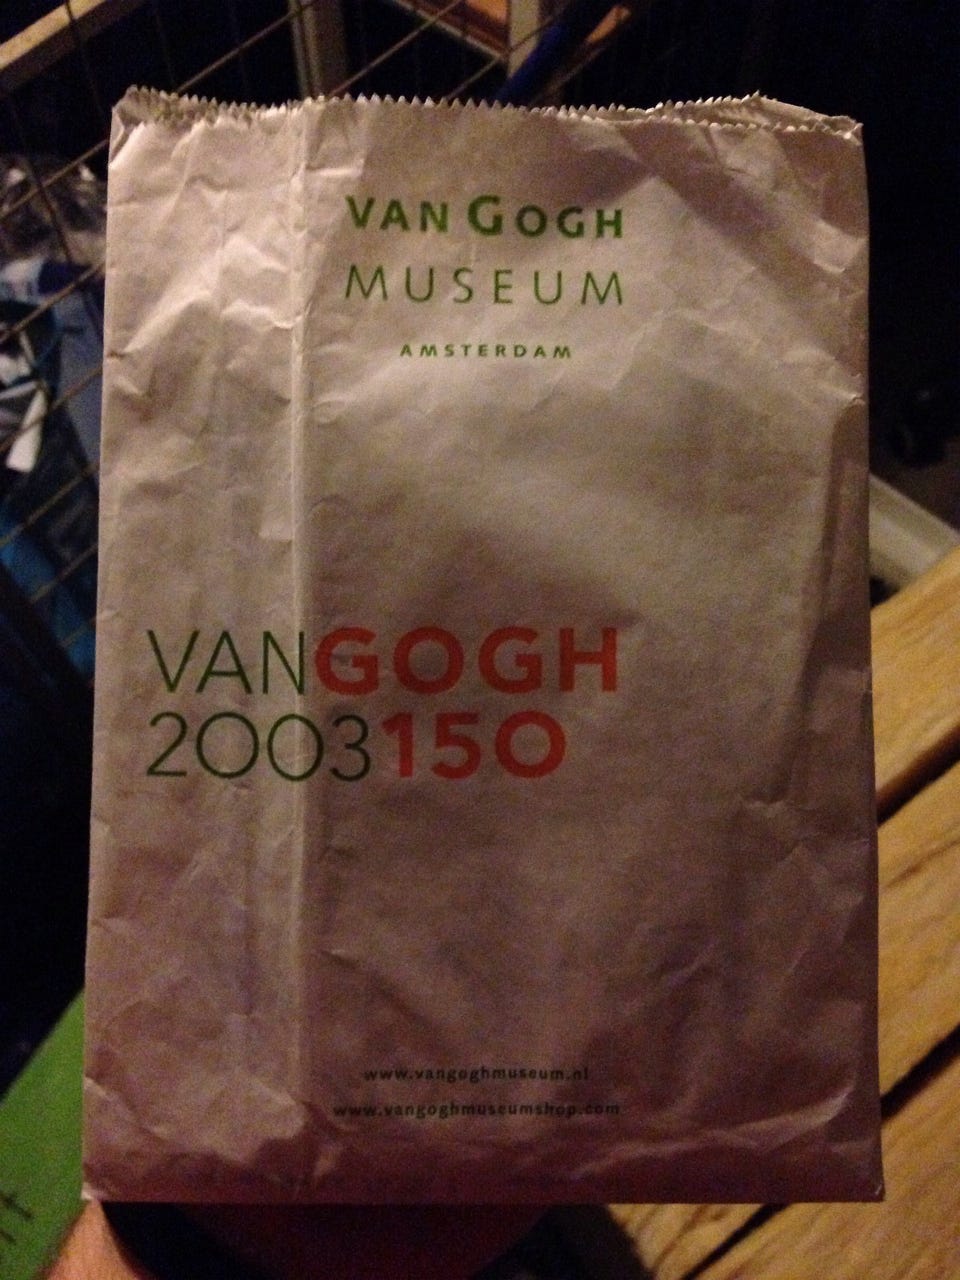 VAN GOGH
MUSEUM
AMSTERDAM
VANGOGH
2003150
www.vangoghmuseum.nl
www.vangoghmuseumshop.com